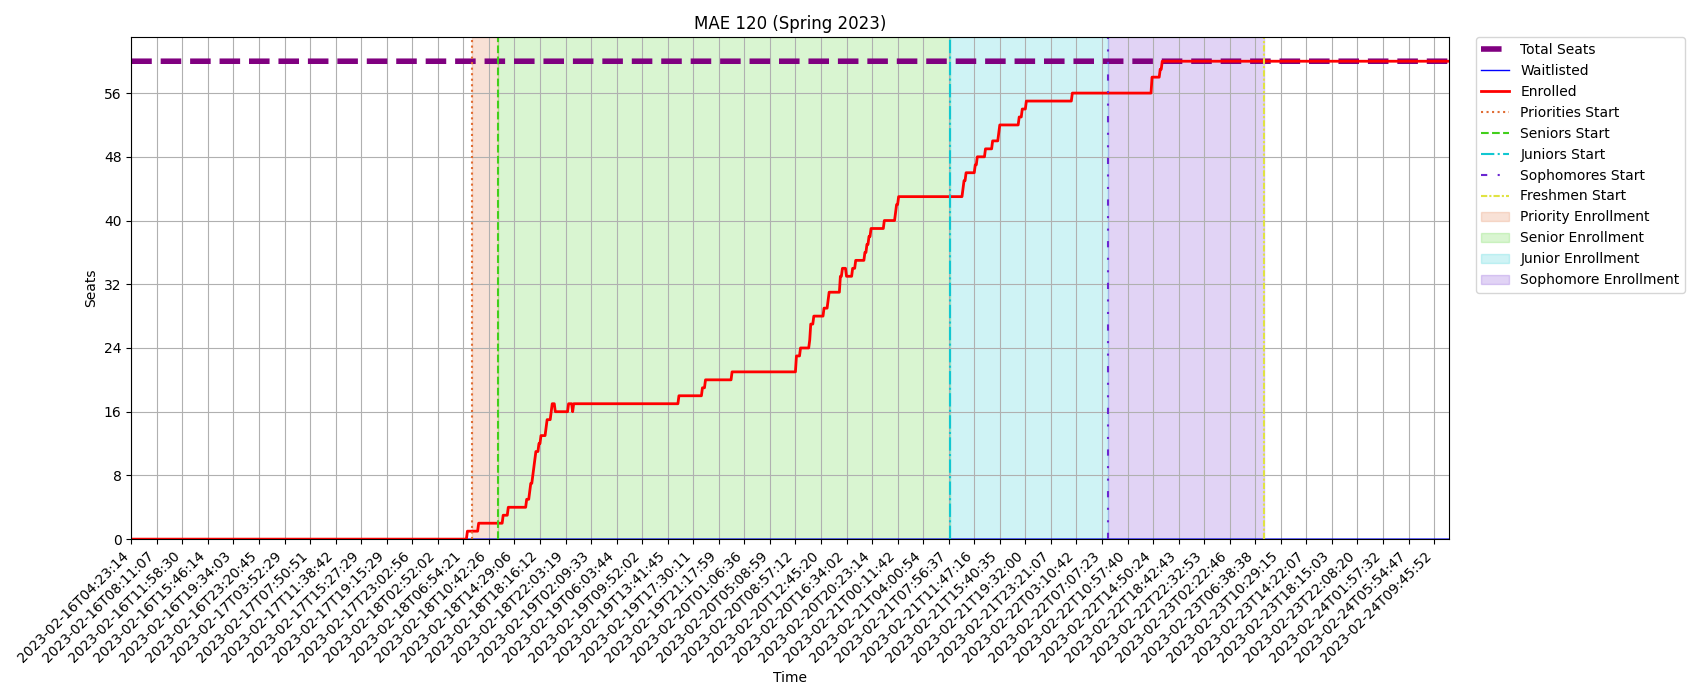 MAE 120 (Spring 2023)
Total Seats
Waitlisted
Enrolled
Priorities Start
Seniors Start
Juniors Start
Sophomores Start
Freshmen Start
Priority Enrollment
Senior Enrollment
Junior Enrollment
Sophomore Enrollment
Seats
56
48
40
32
24
16
8
0
2023-02-16T04:23:14
2023-02-16T08:11:07
2023-02-16T11:58:30
2023-02-16T15:46:14
2023-02-16T19:34:03
2023-02-16T23:20:45
2023-02-17T03:52:29
2023-02-17T07:50:51
2023-02-17T11:38:42
2023-02-17T15:27:29
2023-02-17T19:15:29
2023-02-17T23:02:56
2023-02-18T02:52:02
2023-02-18T06:54:21
2023-02-18T10:42:26
2023-02-18T14:29:06
2023-02-18T18:16:12
2023-02-18T22:03:19
2023-02-19T02:09:33
2023-02-19T06:03:44
2023-02-19T09:52:02
2023-02-19T13:41:45
2023-02-19T17:30:11
2023-02-19T21:17:59
2023-02-20T01:06:36
2023-02-20T05:08:59
2023-02-20T08:57:12
2023-02-20T12:45:20
2023-02-20T16:34:02
2023-02-20T20:23:14
2023-02-21T00:11:42
2023-02-21T04:00:54
2023-02-21T07:56:37
2023-02-21T11:47:16
2023-02-21T15:40:35
2023-02-21T19:32:00
2023-02-21T23:21:07
2023-02-22T03:10:42
2023-02-22T07:07:23
2023-02-22T10:57:40
2023-02-22T14:50:24
2023-02-22T18:42:43
2023-02-22T22:32:53
2023-02-23T02:22:46
2023-02-23T06:38:38
2023-02-23T10:29:15
2023-02-23T14:22:07
2023-02-23T18:15:03
2023-02-23T22:08:20
2023-02-24T01:57:32
2023-02-24T05:54:47
2023-02-24T09:45:52
Time